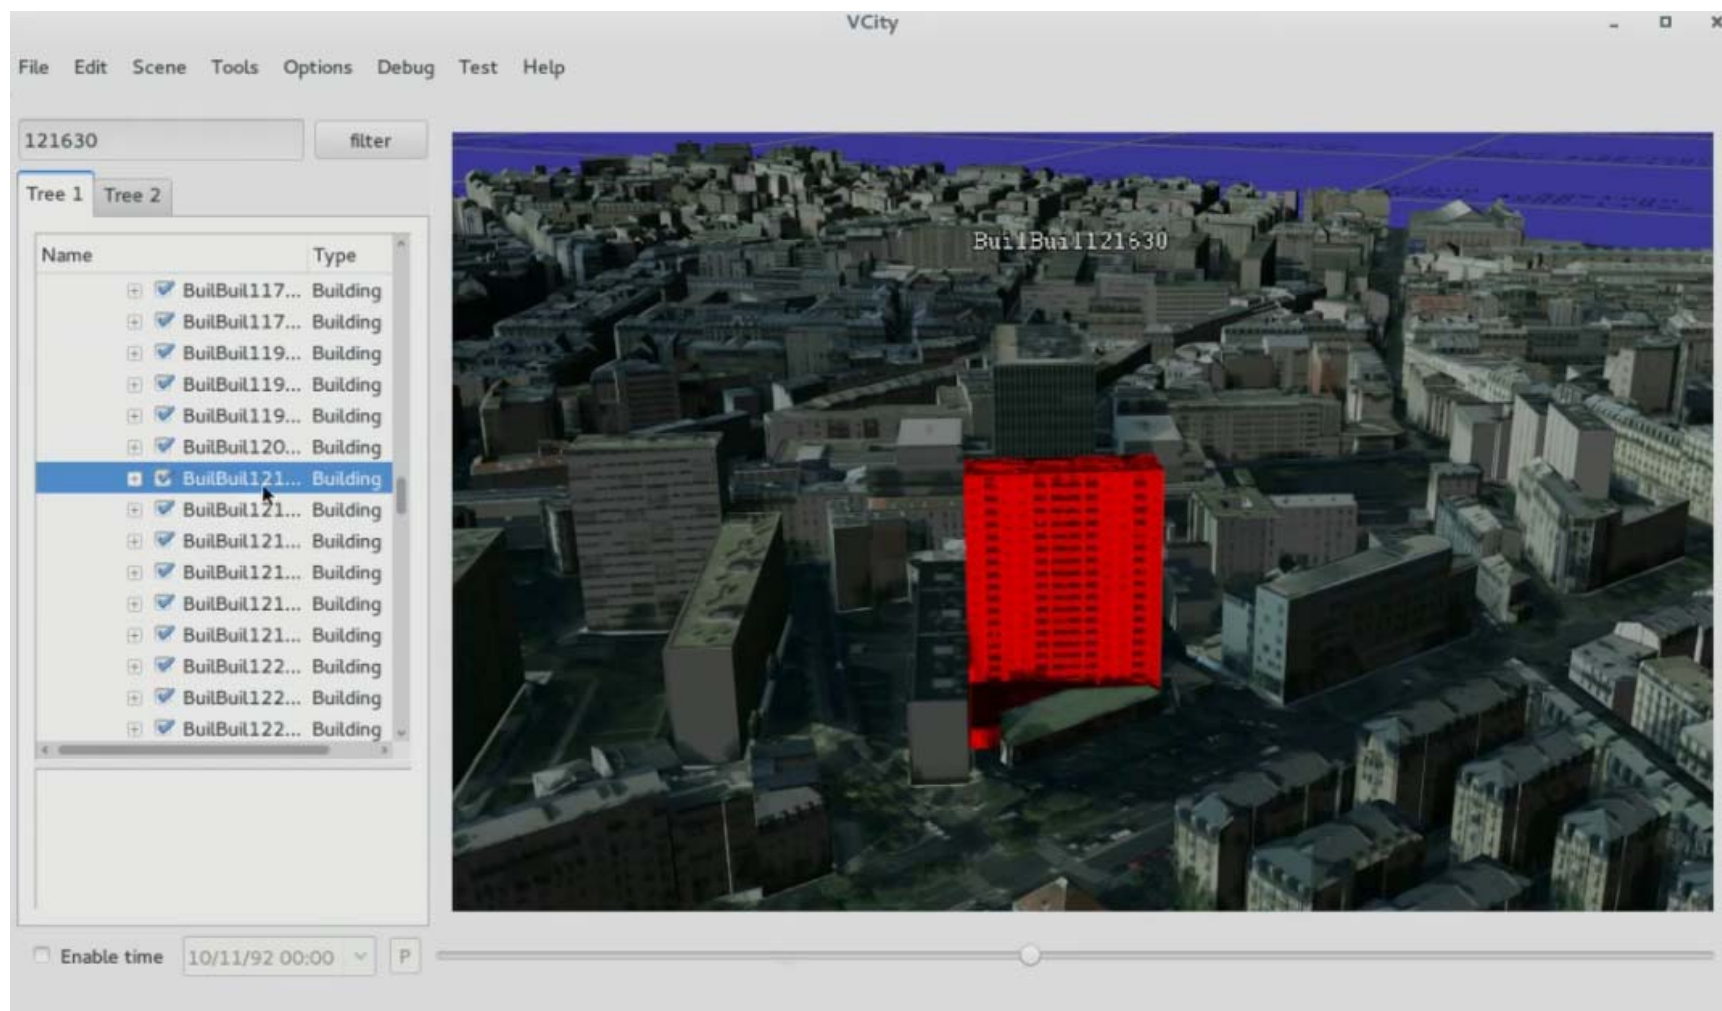 VCity
File Edit Scene Tools Options Debug Test Help
121630 filter
Tree 1 Tree 2
Name Type
BuilBuil117... Building
BuilBuil117... Building
BuilBuil119... Building
BuilBuil119... Building
BuilBuil119... Building
BuilBuil120... Building
BuilBuil121... Building
BuilBuil121... Building
BuilBuil121... Building
BuilBuil121... Building
BuilBuil121... Building
BuilBuil121... Building
BuilBuil122... Building
BuilBuil122... Building
BuilBuil122... Building
BuilBuil121630
Enable time 10/11/92 00:00 P